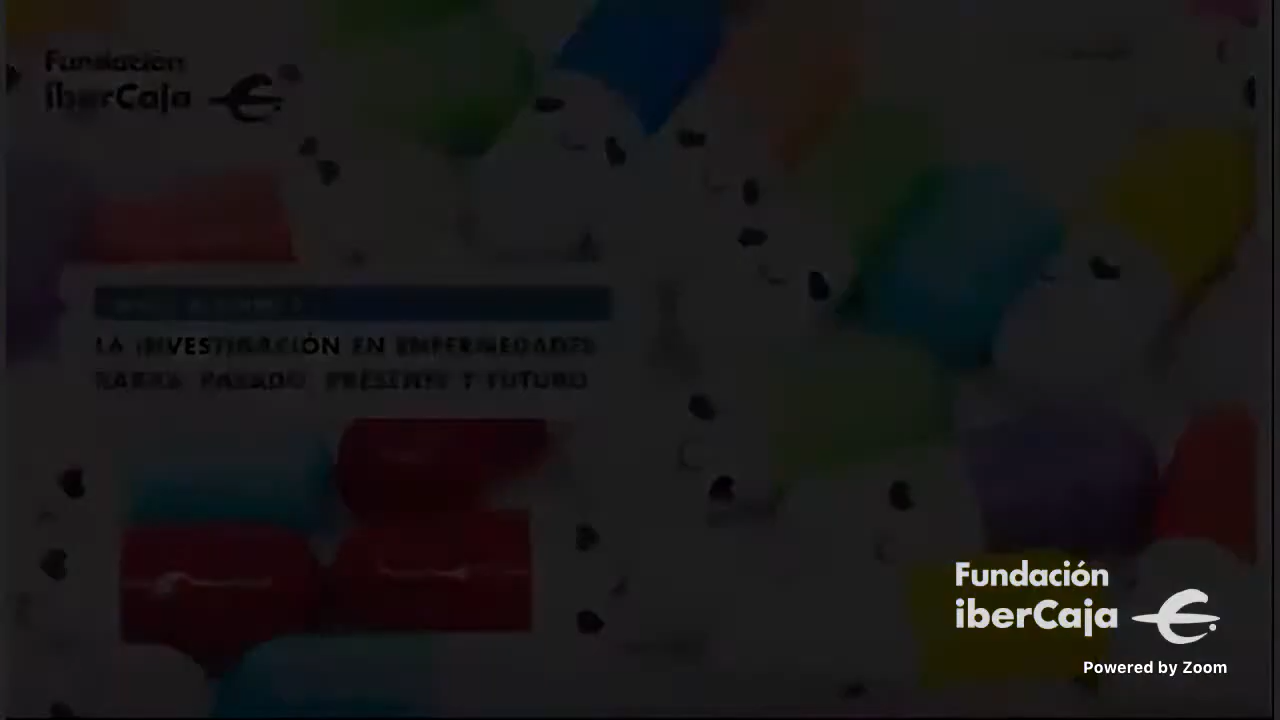 Fundación
iberCaja
LA INVESTIGACIÓN EN ENFERMEDADES
RARAS. PASADO, PRESENTE Y FUTURO
Fundación
iberCaja
Powered by Zoom